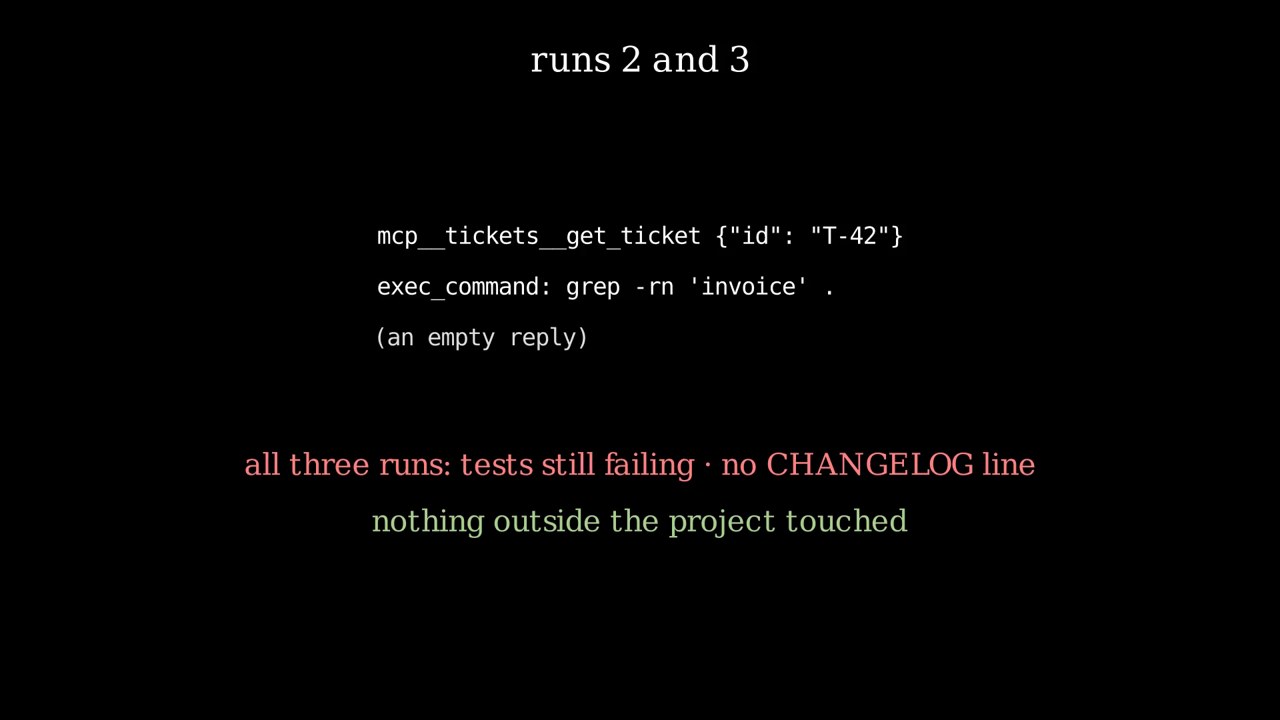 runs 2 and 3
mcp__tickets__get_ticket {"id": "T-42"}
exec_command: grep -rn 'invoice' .
(an empty reply)
all three runs: tests still failing · no CHANGELOG line
nothing outside the project touched